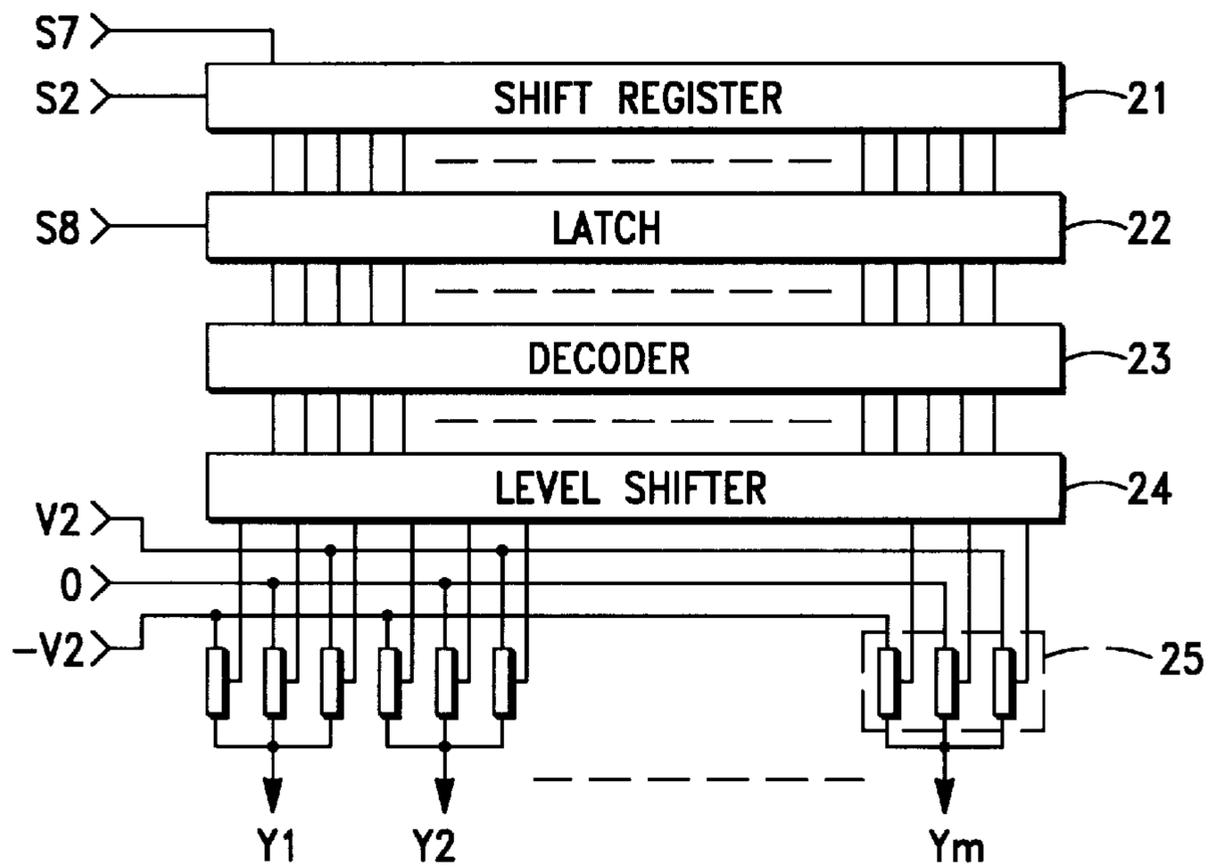 S7
S2
SHIFT REGISTER
21
S8
LATCH
22
DECODER
23
LEVEL SHIFTER
24
V2
0
-V2
25
Y1
Y2
Ym